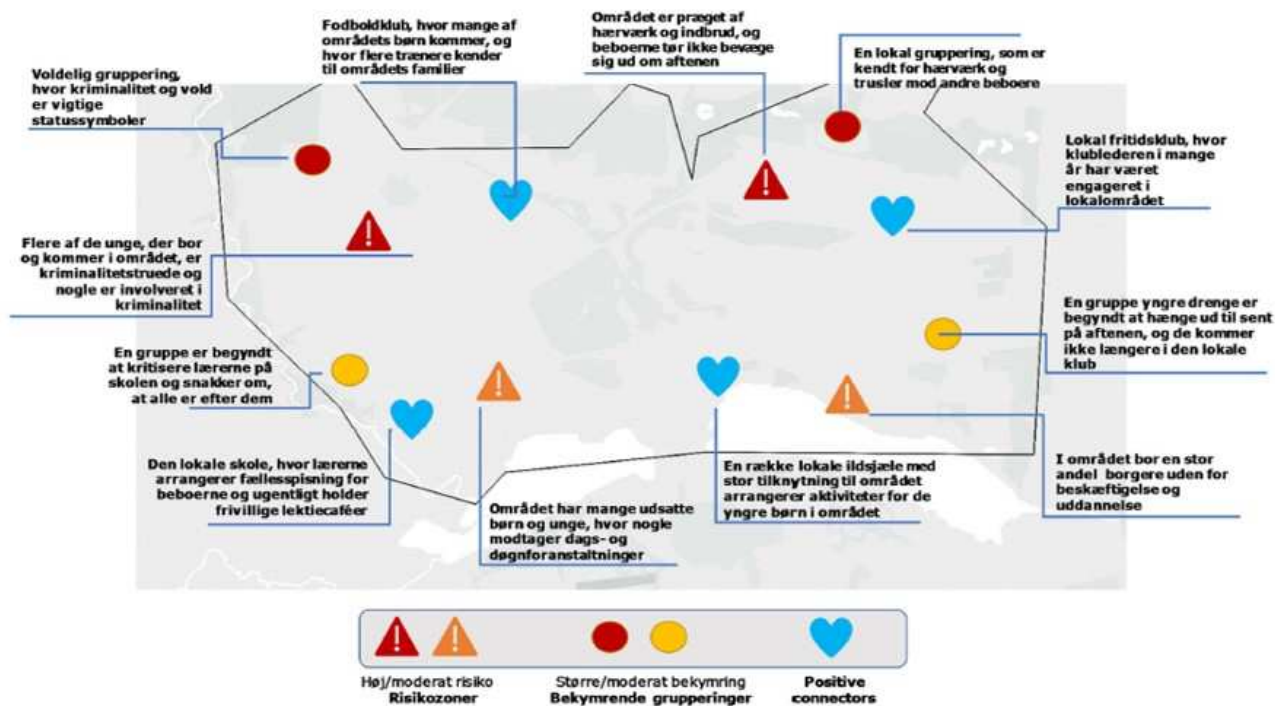 Fodboldklub, hvor mange af
områdets børn kommer, og
hvor flere trænere kender
til områdets familier
Området er præget af
hærværk og indbrud, og
beboerne tør ikke bevæge
sig ud om aftenen
En lokal gruppering, som er
kendt for hærværk og
trusler mod andre beboere
Voldelig gruppering,
hvor kriminalitet og vold
er vigtige
statussymboler
Lokal fritidsklub, hvor
klublederen i mange
år har været
engageret i
lokalområdet
Flere af de unge, der bor
og kommer i området, er
kriminalitetstruede og
nogle er involveret i
kriminalitet
En gruppe yngre drenge er
begyndt at hænge ud til sent
på aftenen, og de kommer
ikke længere i den lokale
klub
En gruppe er begyndt
at kritisere lærerne på
skolen og snakker om,
at alle er efter dem
Den lokale skole, hvor lærerne
arrangerer fællesspisning for
beboerne og ugentligt holder
frivillige lektiecaféer
Området har mange udsatte
børn og unge, hvor nogle
modtager dags- og
døgnforanstaltninger
En række lokale ildsjæle med
stor tilknytning til området
arrangerer aktiviteter for de
yngre børn i området
I området bor en stor
andel borgere uden for
beskæftigelse og
uddannelse
Høj/moderat risiko
Risikozoner
Større/moderat bekymring
Bekymrende grupperinger
Positive
connectors